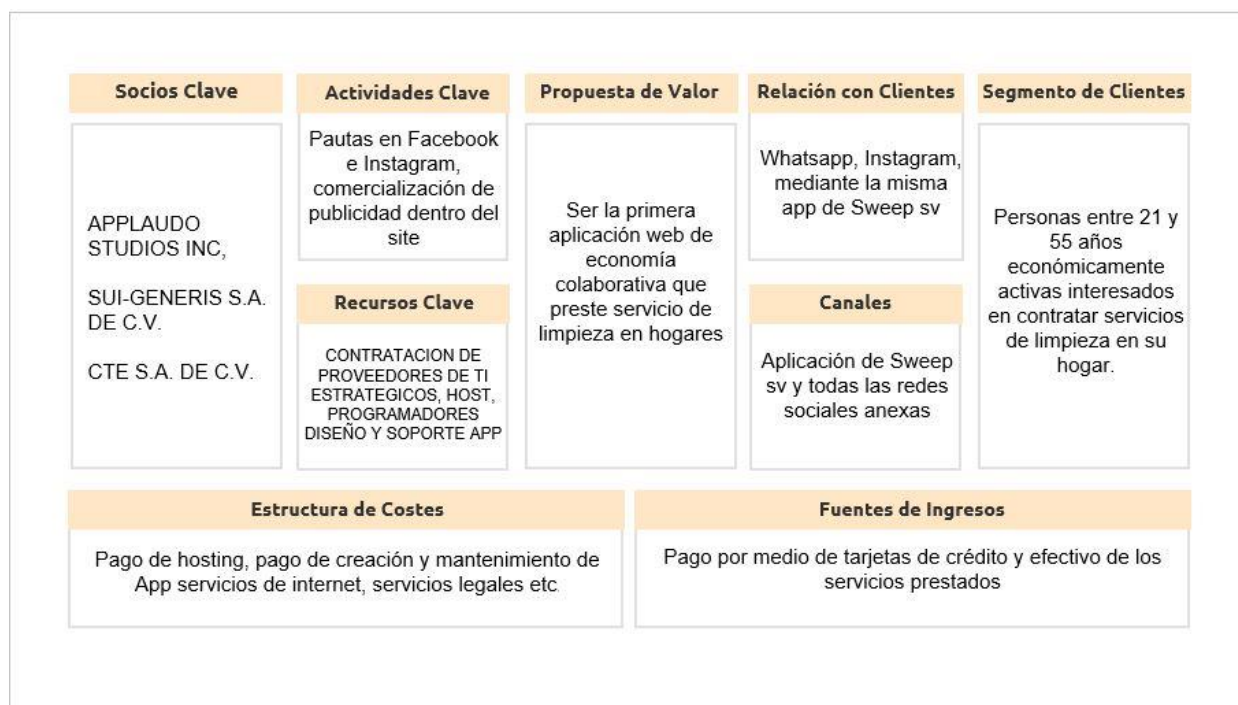 Socios Clave
APPLAUDO
STUDIOS INC,
SUI-GENERIS S.A.
DE C.V.
CTE S.A. DE C.V.
Actividades Clave
Pautas en Facebook
e Instagram,
comercialización de
publicidad dentro del
site
Recursos Clave
CONTRATACION DE
PROVEEDORES DE TI
ESTRATEGICOS, HOST,
PROGRAMADORES
DISEÑO Y SOPORTE APP
Propuesta de Valor
Ser la primera
aplicación web de
economía
colaborativa que
preste servicio de
limpieza en hogares
Relación con Clientes
Whatsapp, Instagram,
mediante la misma
app de Sweep sv
Canales
Aplicación de Sweep
sv y todas las redes
sociales anexas
Segmento de Clientes
Personas entre 21 y
55 años
económicamente
activas interesados
en contratar servicios
de limpieza en su
hogar.
Estructura de Costes
Pago de hosting, pago de creación y mantenimiento de
App servicios de internet, servicios legales etc
Fuentes de Ingresos
Pago por medio de tarjetas de crédito y efectivo de los
servicios prestados